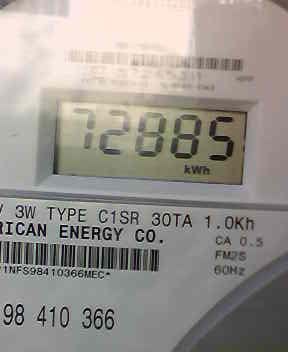 72885
kWh
V 3W TYPE C1SR 30TA 1.0Kh
RICAN ENERGY CO.
CA 0.5
FM2S
60Hz
1NFS98410366MEC*
98 410 366